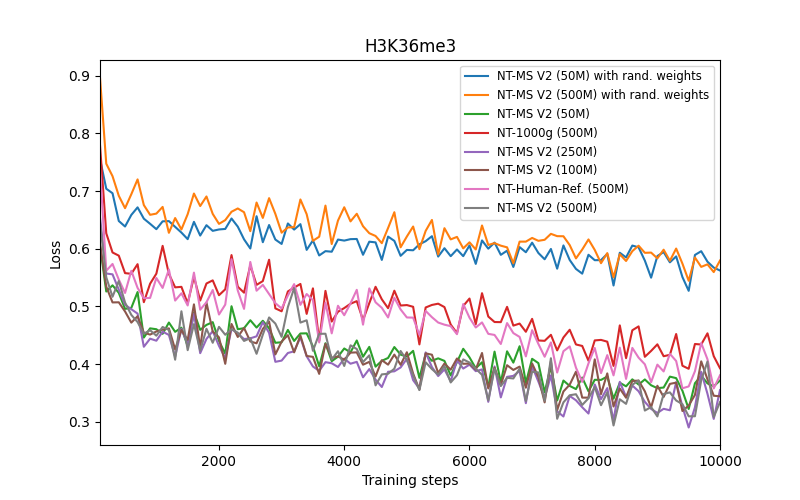 H3K36me3
0.9
0.8
0.7
0.6
0.5
0.4
0.3
Loss
NT-MS V2 (50M) with rand. weights
NT-MS V2 (500M) with rand. weights
NT-MS V2 (50M)
NT-1000g (500M)
NT-MS V2 (250M)
NT-MS V2 (100M)
NT-Human-Ref. (500M)
NT-MS V2 (500M)
2000 4000 6000 8000 10000
Training steps